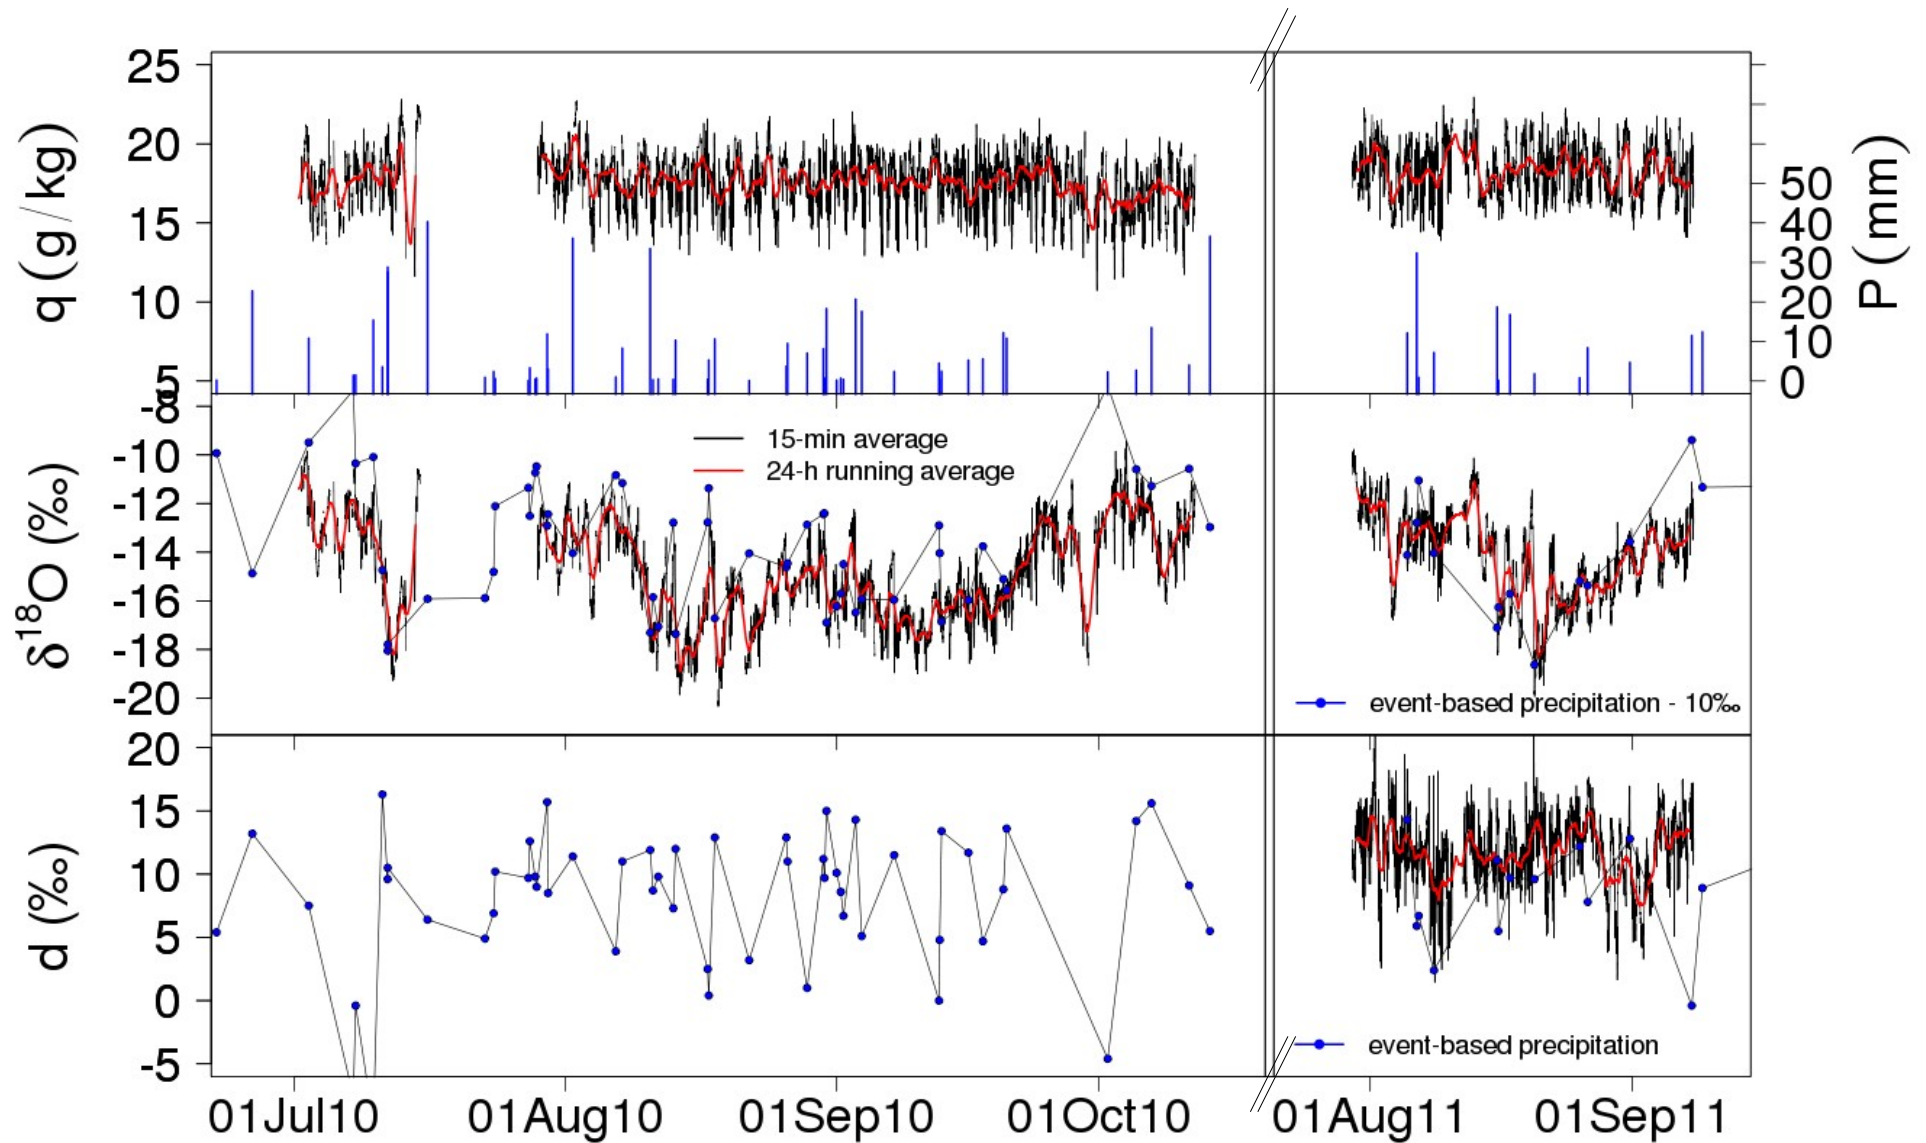 25
20
15
10
5
q (g/kg)
50
40
30
20
10
0
P (mm)
-8
-10
-12
-14
-16
-18
-20
δ18O (‰)
15-min average
24-h running average
event-based precipitation - 10‰
20
15
10
5
0
-5
d (‰)
event-based precipitation
01Jul10 01Aug10 01Sep10 01Oct10 01Aug11 01Sep11